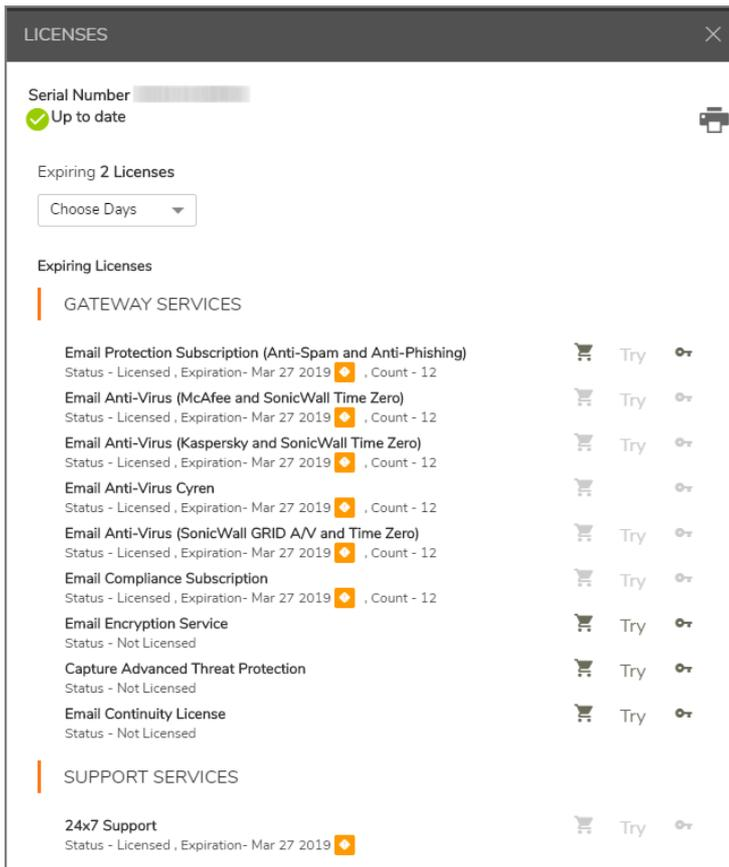 LICENSES
Serial Number
Up to date
Expiring 2 Licenses
Choose Days
Expiring Licenses
GATEWAY SERVICES
Email Protection Subscription (Anti-Spam and Anti-Phishing) Try
Status - Licensed , Expiration- Mar 27 2019 , Count - 12
Email Anti-Virus (McAfee and SonicWall Time Zero) Try
Status - Licensed , Expiration- Mar 27 2019 , Count - 12
Email Anti-Virus (Kaspersky and SonicWall Time Zero) Try
Status - Licensed , Expiration- Mar 27 2019 , Count - 12
Email Anti-Virus Cyren
Status - Licensed , Expiration- Mar 27 2019 , Count - 12
Email Anti-Virus (SonicWall GRID A/V and Time Zero) Try
Status - Licensed , Expiration- Mar 27 2019 , Count - 12
Email Compliance Subscription Try
Status - Licensed , Expiration- Mar 27 2019 , Count - 12
Email Encryption Service Try
Status - Not Licensed
Capture Advanced Threat Protection Try
Status - Not Licensed
Email Continuity License Try
Status - Not Licensed
SUPPORT SERVICES
24x7 Support Try
Status - Licensed , Expiration- Mar 27 2019